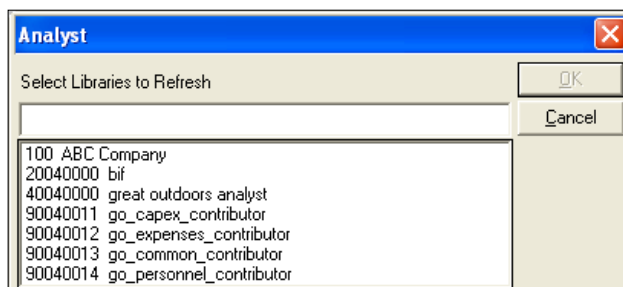 Analyst
Select Libraries to Refresh
OK
Cancel
100 ABC Company
20040000 bif
40040000 great outdoors analyst
90040011 go_capex_contributor
90040012 go_expenses_contributor
90040013 go_common_contributor
90040014 go_personnel_contributor